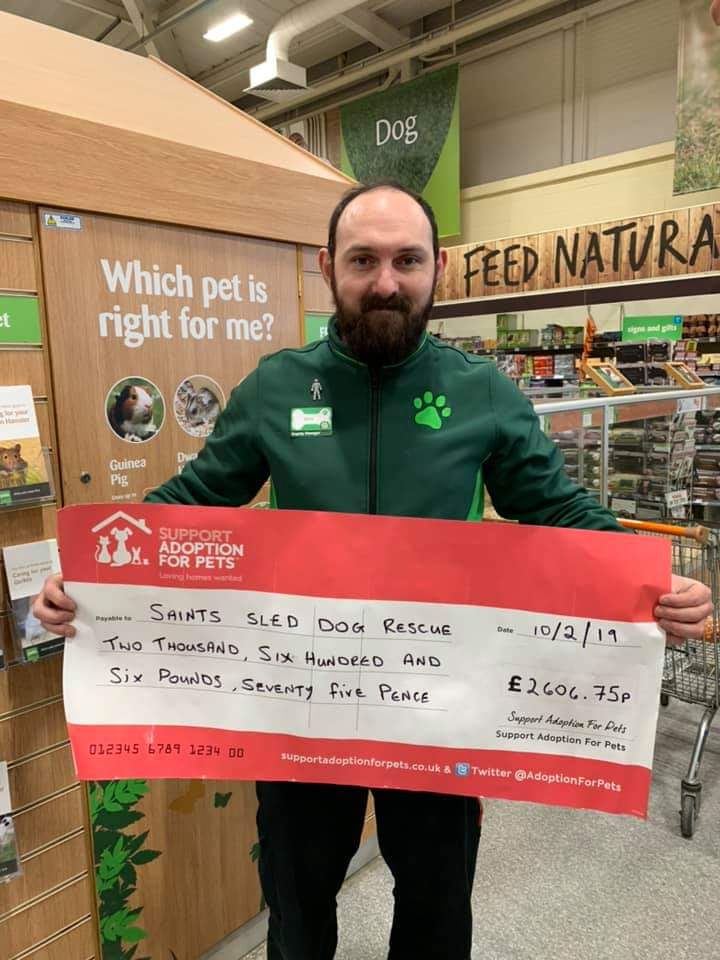 Dog
FEED NATURA
Which pet is
right for me?
signs and gifts
Guinea
Pig
SUPPORT
ADOPTION
FOR PETS
Loving homes wanted
Payable to SAINTS SLED DOG RESCUE
Date 10/2/19
TWO THOUSAND, SIX HUNDRED AND
SIX POUNDS, SEVENTY FIVE PENCE
£2606.75P
Support Adoption For Pets
Support Adoption For Pets
012345 6789 1234 00
supportadoptionforpets.co.uk & Twitter @AdoptionForPets